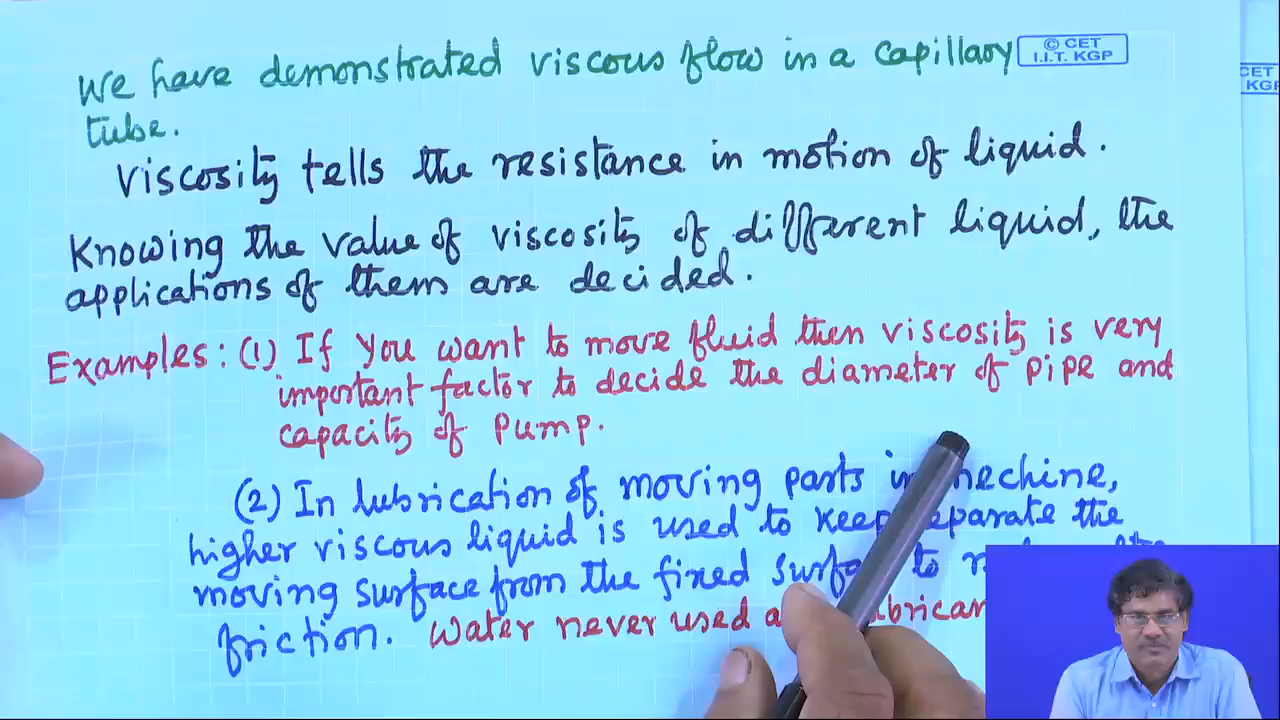 We have demonstrated viscous flow in a capillary
© CET
I.I.T. KGP
CET
KGP
tube.
Viscosity tells the resistance in motion of liquid.
Knowing the value of viscosity of different liquid, the
applications of them are decided.
Examples: (1) If you want to move fluid then viscosity is very
important factor to decide the diameter of pipe and
capacity of pump.
(2) In lubrication of moving parts in mechine,
higher viscous liquid is used to keep separate the
moving surface from the fixed to
friction. Water never used